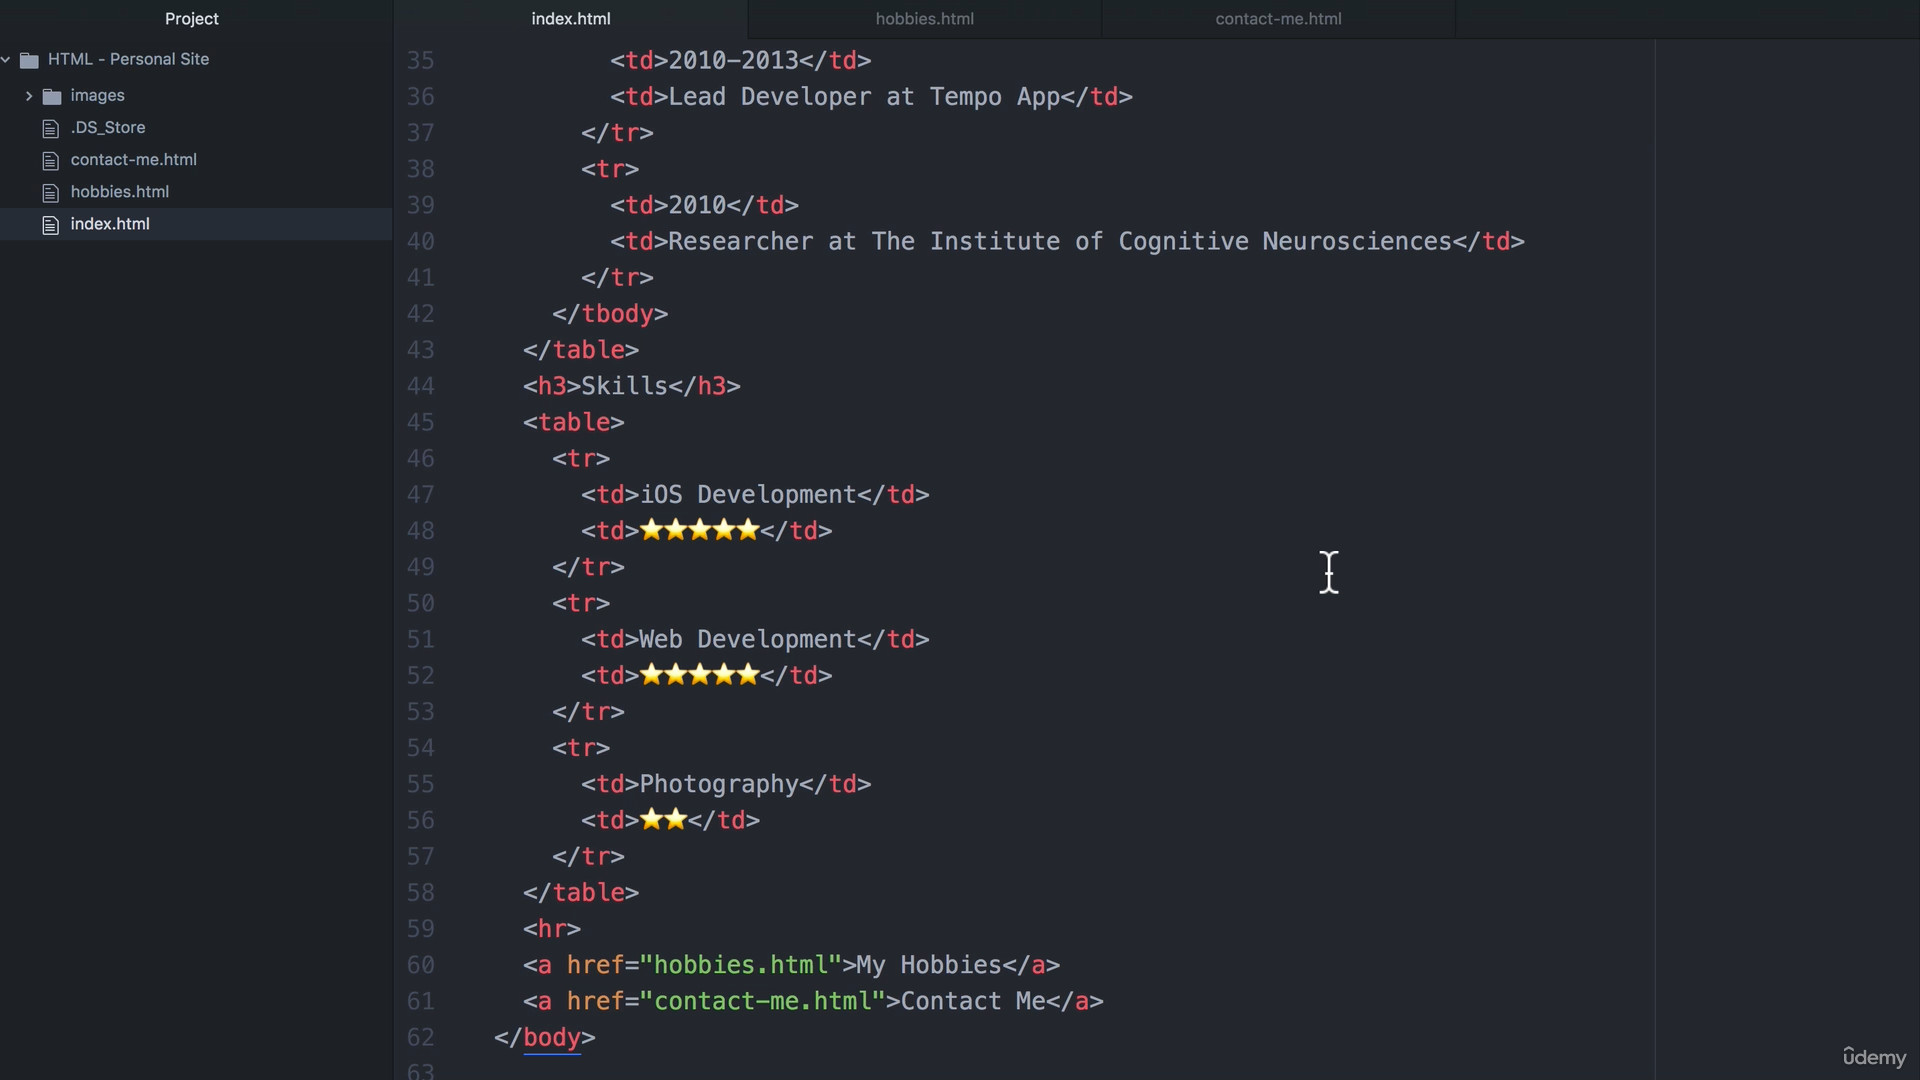 Project
HTML - Personal Site
images
.DS_Store
contact-me.html
hobbies.html
index.html
index.html hobbies.html contact-me.html
35 <td>2010-2013</td>
36 <td>Lead Developer at Tempo App</td>
37 </tr>
38 <tr>
39 <td>2010</td>
40 <td>Researcher at The Institute of Cognitive Neurosciences</td>
41 </tr>
42 </tbody>
43 </table>
44 <h3>Skills</h3>
45 <table>
46 <tr>
47 <td>iOS Development</td>
48 <td>⭐⭐⭐⭐⭐</td>
49 </tr>
50 <tr>
51 <td>Web Development</td>
52 <td>⭐⭐⭐⭐⭐</td>
53 </tr>
54 <tr>
55 <td>Photography</td>
56 <td>⭐⭐</td>
57 </tr>
58 </table>
59 <hr>
60 <a href="hobbies.html">My Hobbies</a>
61 <a href="contact-me.html">Contact Me</a>
62 </body>
63
udemy